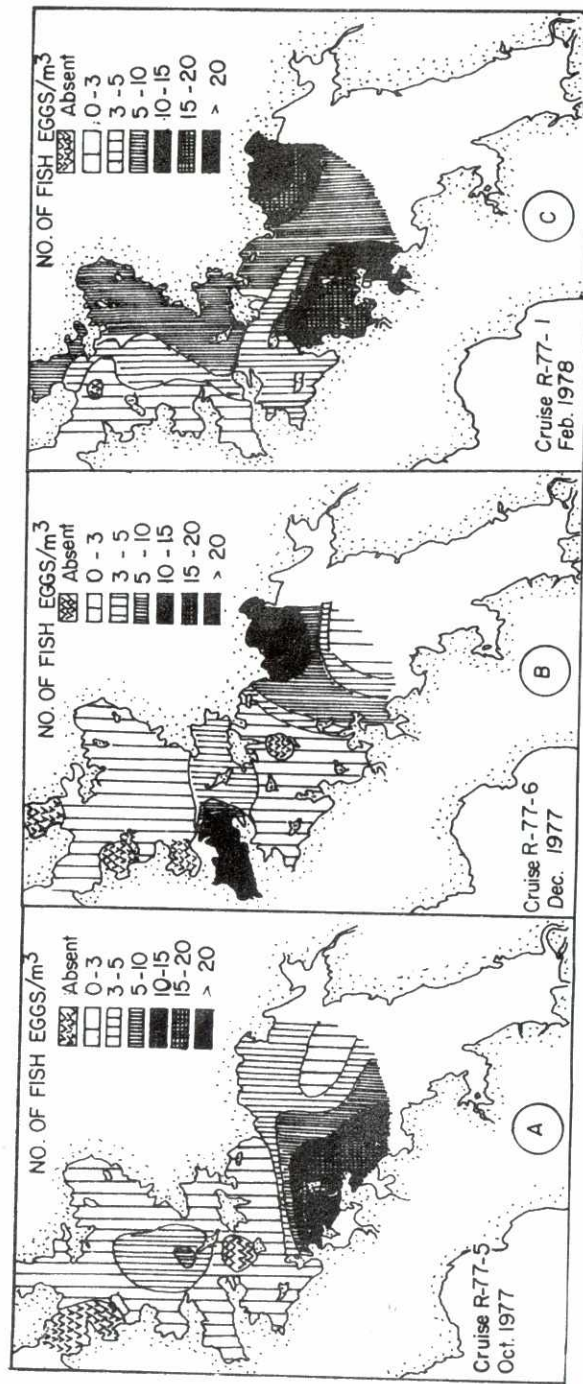 NO. OF FISH EGGS/m³
Absent
0-3
3-5
5-10
10-15
15-20
> 20
Cruise R-77-5
Oct. 1977
A
NO. OF FISH EGGS/m³
Absent
0-3
3-5
5-10
10-15
15-20
> 20
Cruise R-77-6
Dec. 1977
B
NO. OF FISH EGGS/m³
Absent
0-3
3-5
5-10
10-15
15-20
> 20
Cruise R-77-1
Feb. 1978
C